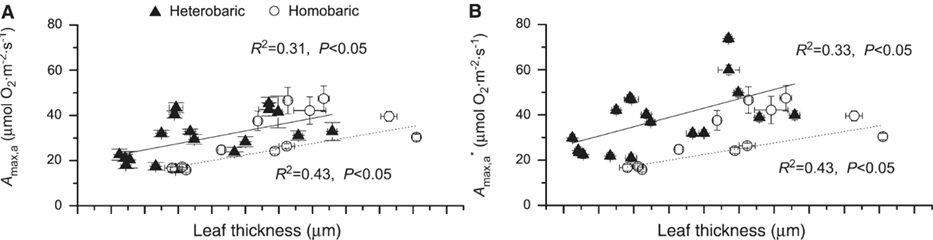 A
▲ Heterobaric ○ Homobaric
80
60
40
20
0
A_max,a (µmol O₂·m⁻²·s⁻¹)
R²=0.31, P<0.05
R²=0.43, P<0.05
Leaf thickness (µm)
B
80
60
40
20
0
A_max,a* (µmol O₂·m⁻²·s⁻¹)
R²=0.33, P<0.05
R²=0.43, P<0.05
Leaf thickness (µm)